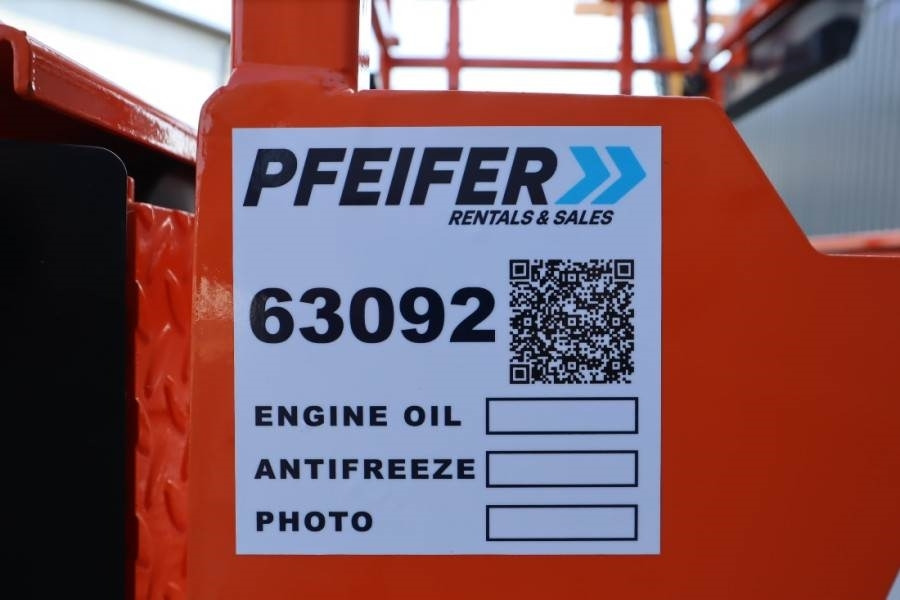 PFEIFER
RENTALS & SALES
63092
ENGINE OIL
ANTIFREEZE
PHOTO